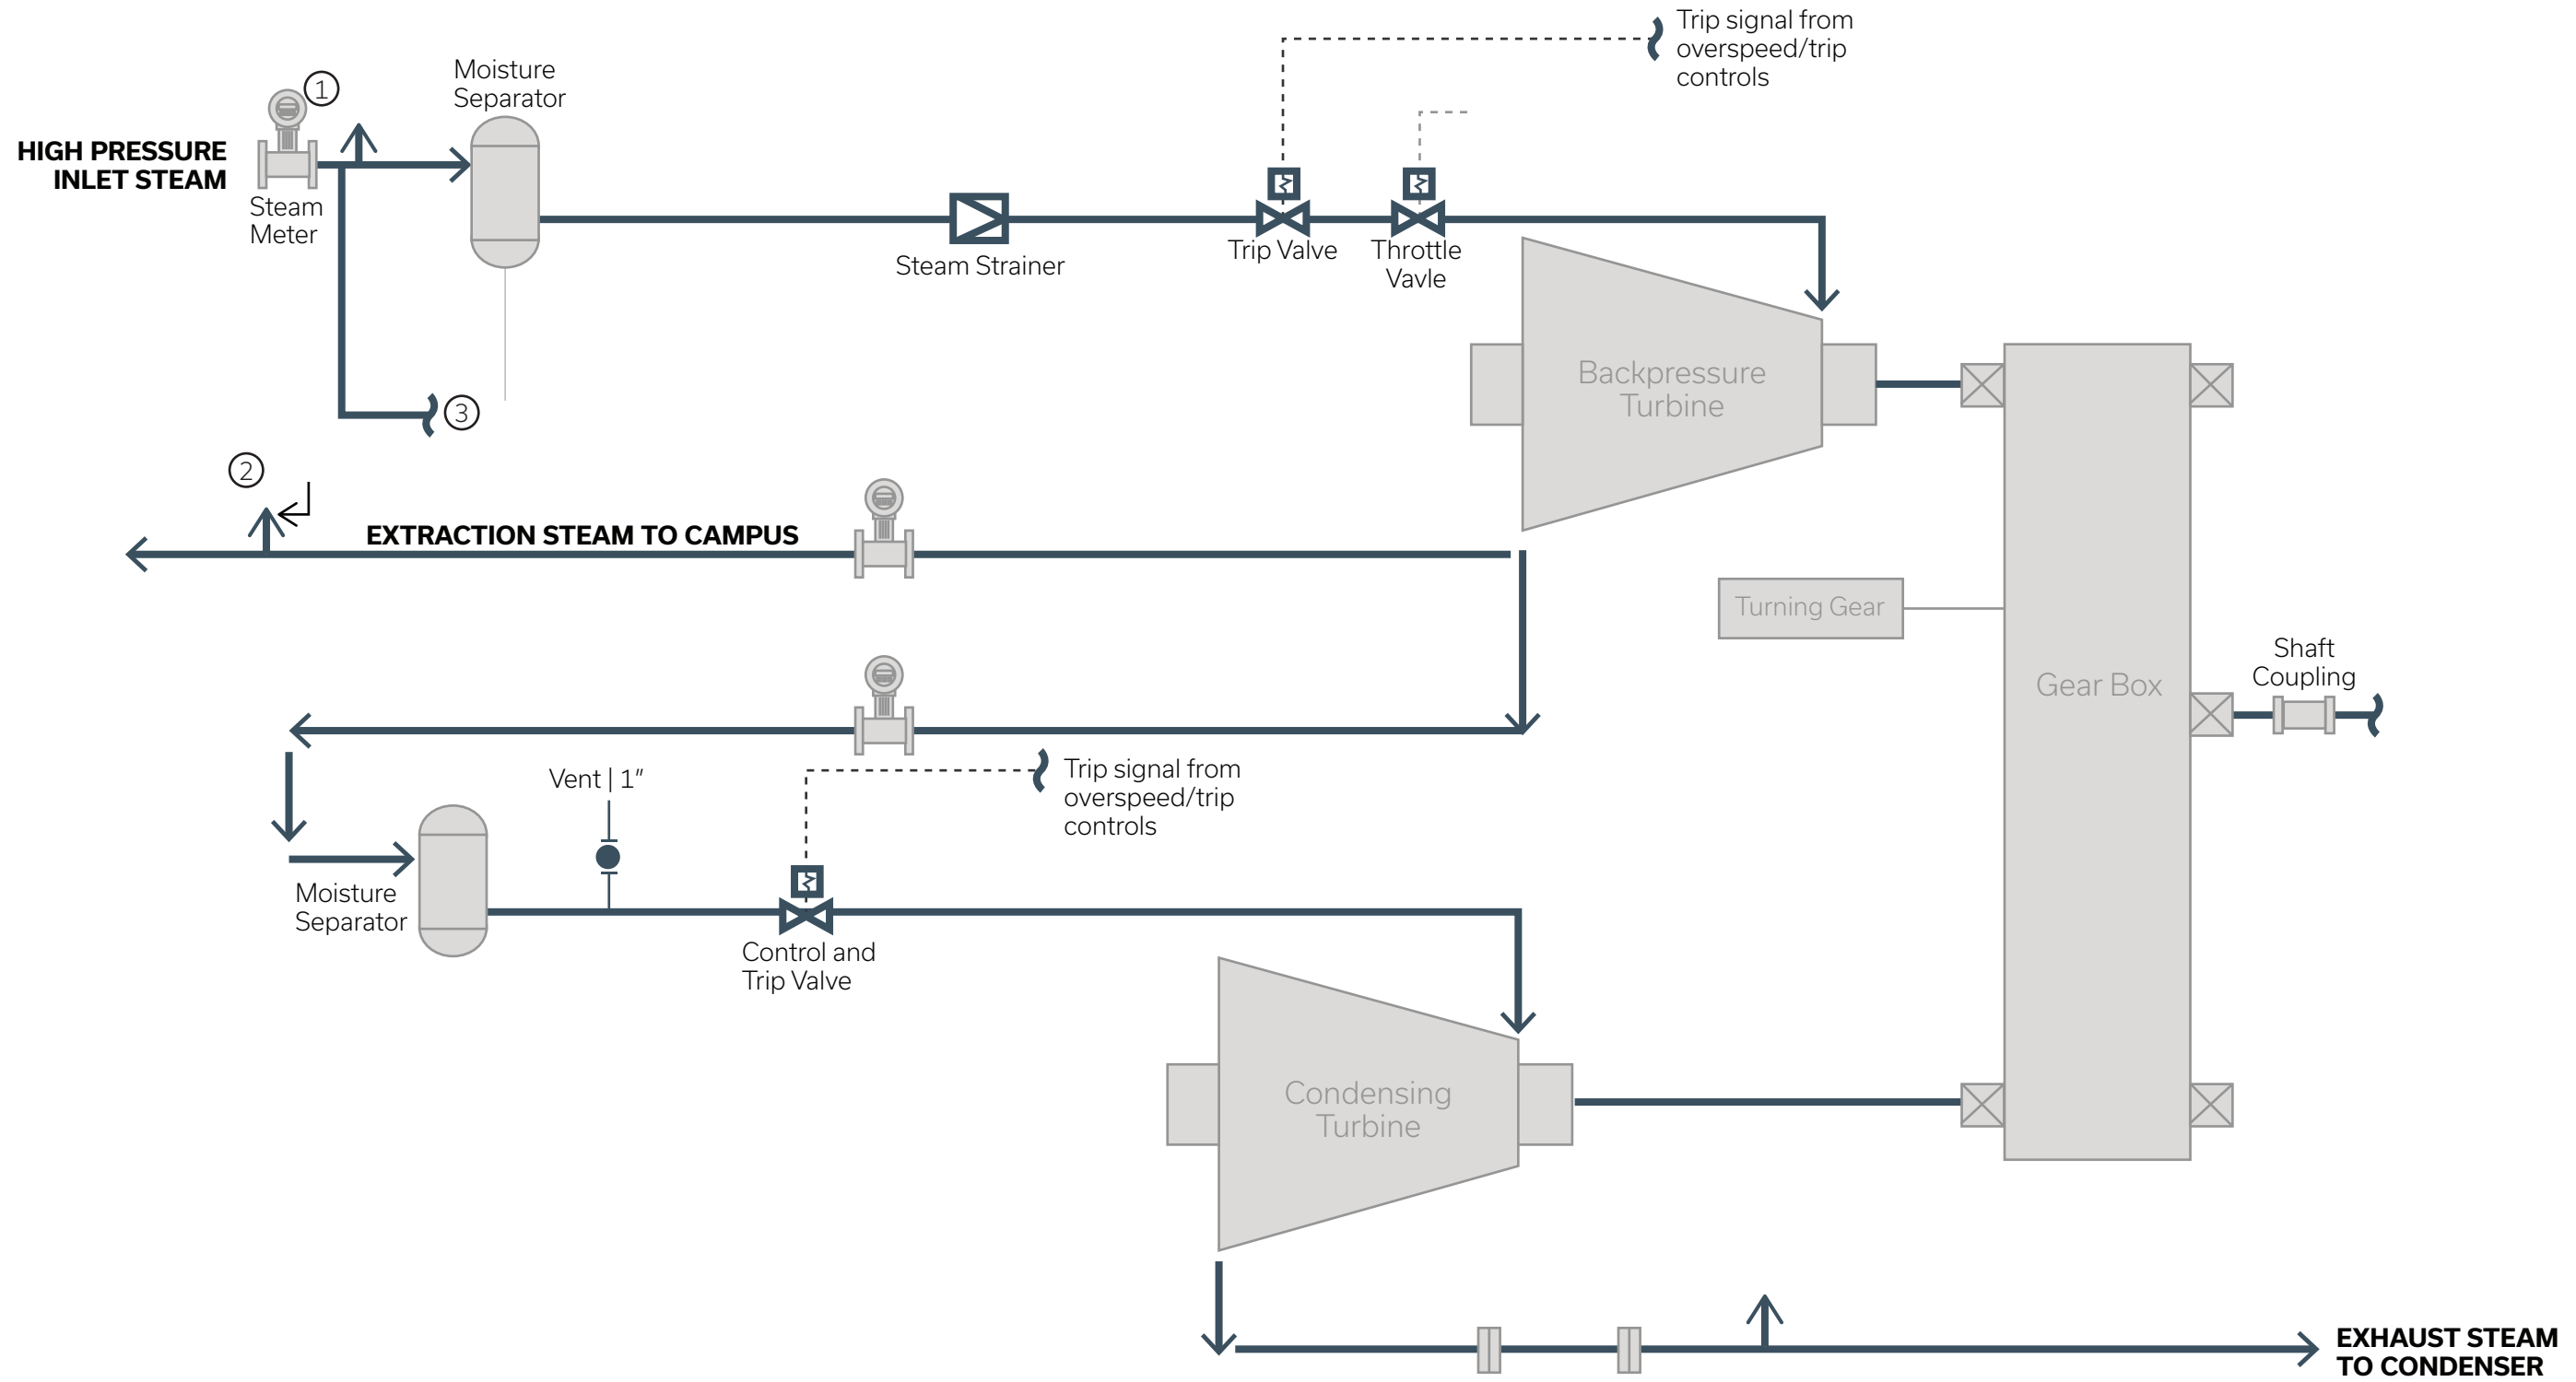 Trip signal from
overspeed/trip
controls
1
Moisture
Separator
HIGH PRESSURE
INLET STEAM
Steam
Meter
Steam Strainer
Trip Valve
Throttle
Vavle
Backpressure
Turbine
3
2
EXTRACTION STEAM TO CAMPUS
Turning Gear
Gear Box
Shaft
Coupling
Vent | 1″
Trip signal from
overspeed/trip
controls
Moisture
Separator
Control and
Trip Valve
Condensing
Turbine
EXHAUST STEAM
TO CONDENSER